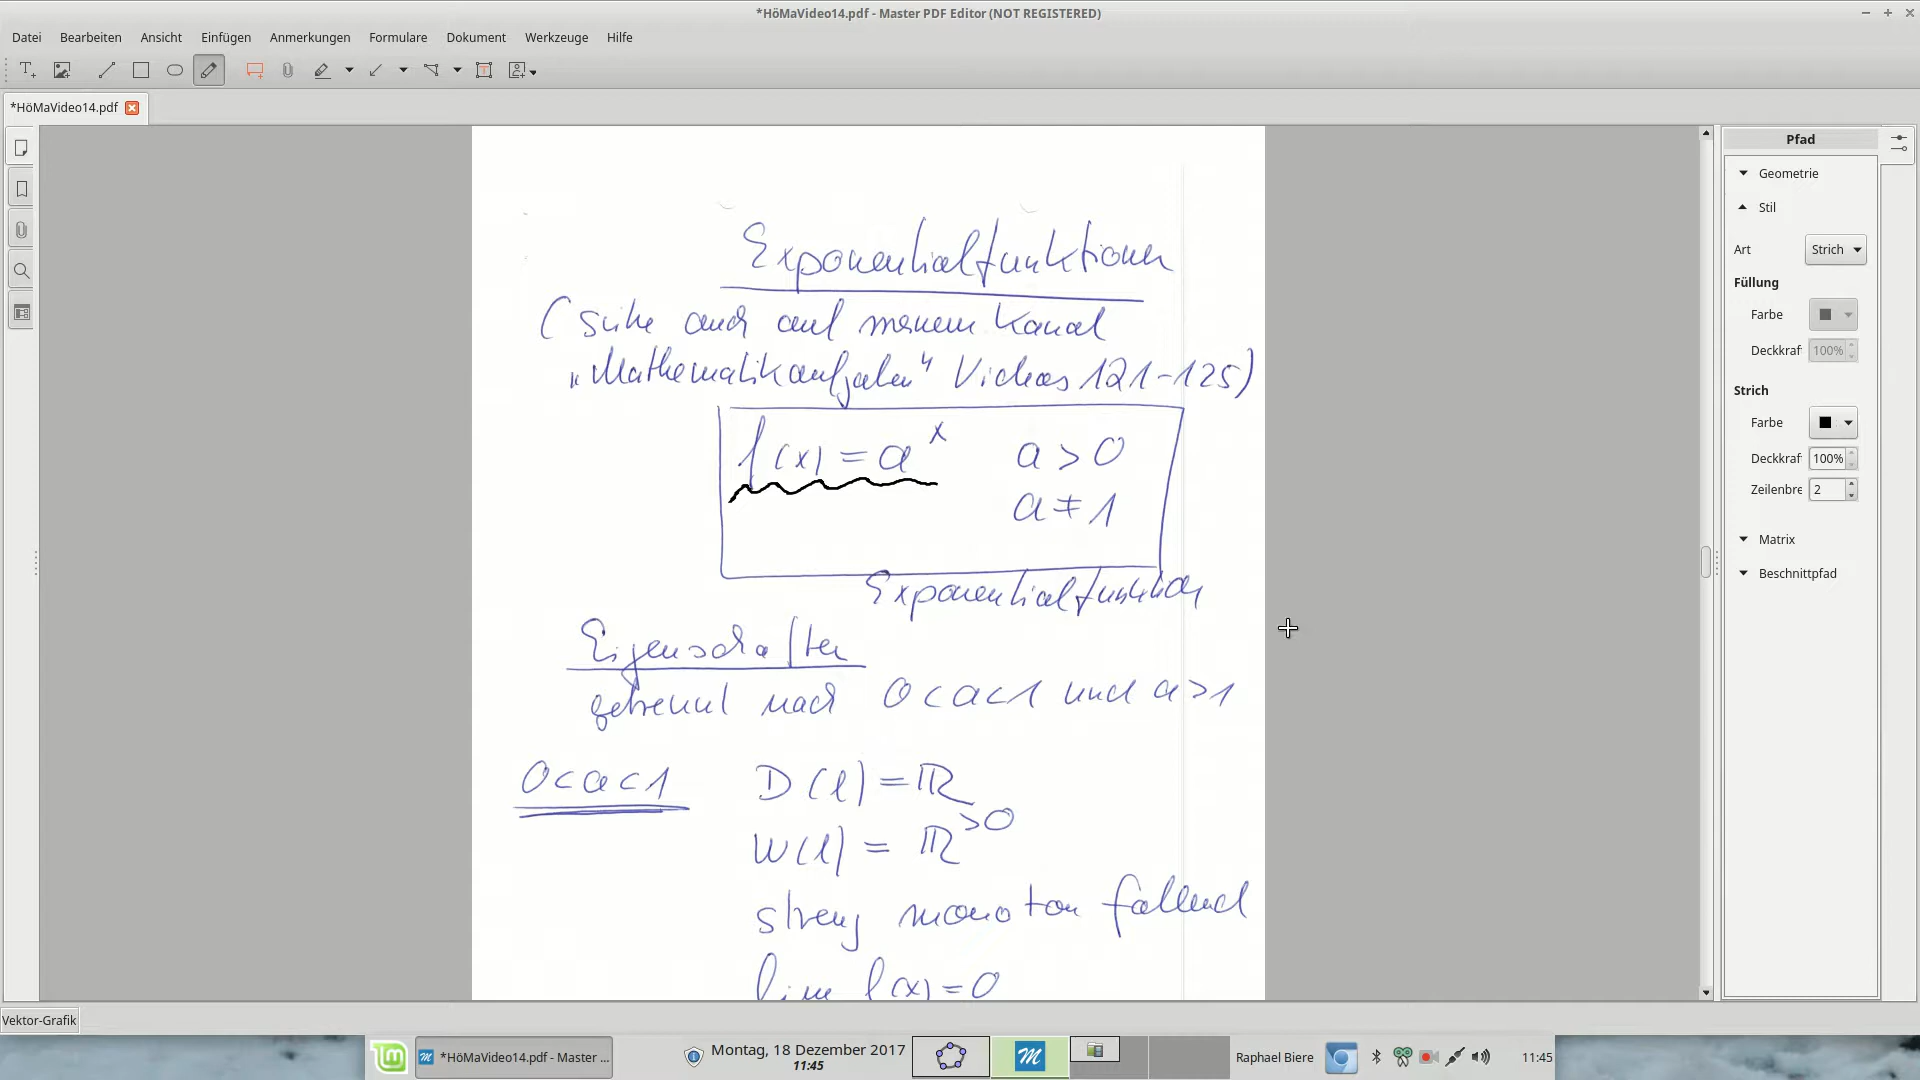 *HöMaVideo14.pdf - Master PDF Editor (NOT REGISTERED)
Datei Bearbeiten Ansicht Einfügen Anmerkungen Formulare Dokument Werkzeuge Hilfe
*HöMaVideo14.pdf
Exponentialfunktionen
(siehe auch auf meinem Kanal
"Mathematikaufgaben" Videos 121-125)
f(x) = a^x a > 0
a ≠ 1
Exponentialfunktion
Eigenschaften
getrennt nach 0<a<1 und a>1
0<a<1 D(f) = ℝ
W(f) = ℝ^>0
streng monoton fallend
lim f(x) = 0
Pfad
Geometrie
Stil
Art Strich
Füllung
Farbe
Deckkraf 100%
Strich
Farbe
Deckkraf 100%
Zeilenbre 2
Matrix
Beschnittpfad
Vektor-Grafik
*HöMaVideo14.pdf - Master ... Montag, 18 Dezember 2017 Raphael Biere 11:45
11:45